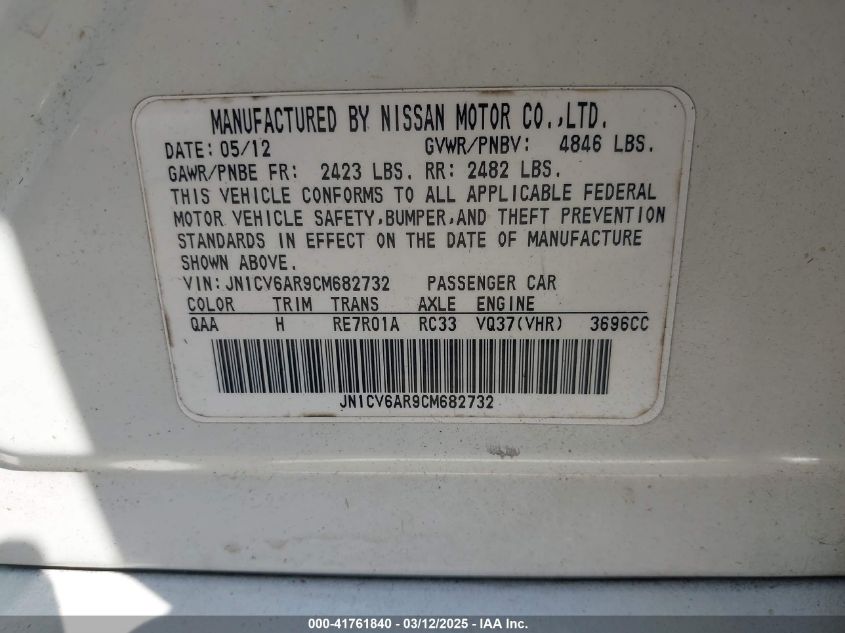 MANUFACTURED BY NISSAN MOTOR CO.,LTD.
DATE: 05/12 GVWR/PNBV: 4846 LBS.
GAWR/PNBE FR: 2423 LBS. RR: 2482 LBS.
THIS VEHICLE CONFORMS TO ALL APPLICABLE FEDERAL
MOTOR VEHICLE SAFETY,BUMPER,AND THEFT PREVENTION
STANDARDS IN EFFECT ON THE DATE OF MANUFACTURE
SHOWN ABOVE.
VIN: JN1CV6AR9CM682732 PASSENGER CAR
COLOR TRIM TRANS AXLE ENGINE
QAA H RE7R01A RC33 VQ37(VHR) 3696CC
JN1CV6AR9CM682732
000-41761840 - 03/12/2025 - IAA Inc.